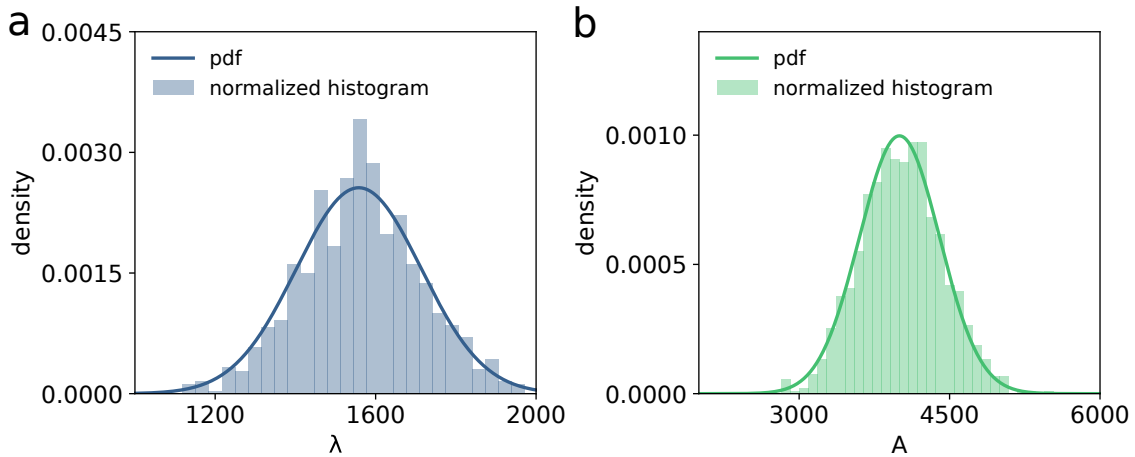 a
0.0045
0.0030
0.0015
0.0000
density
pdf
normalized histogram
1200
1600
2000
λ
b
0.0010
0.0005
0.0000
density
pdf
normalized histogram
3000
4500
6000
A